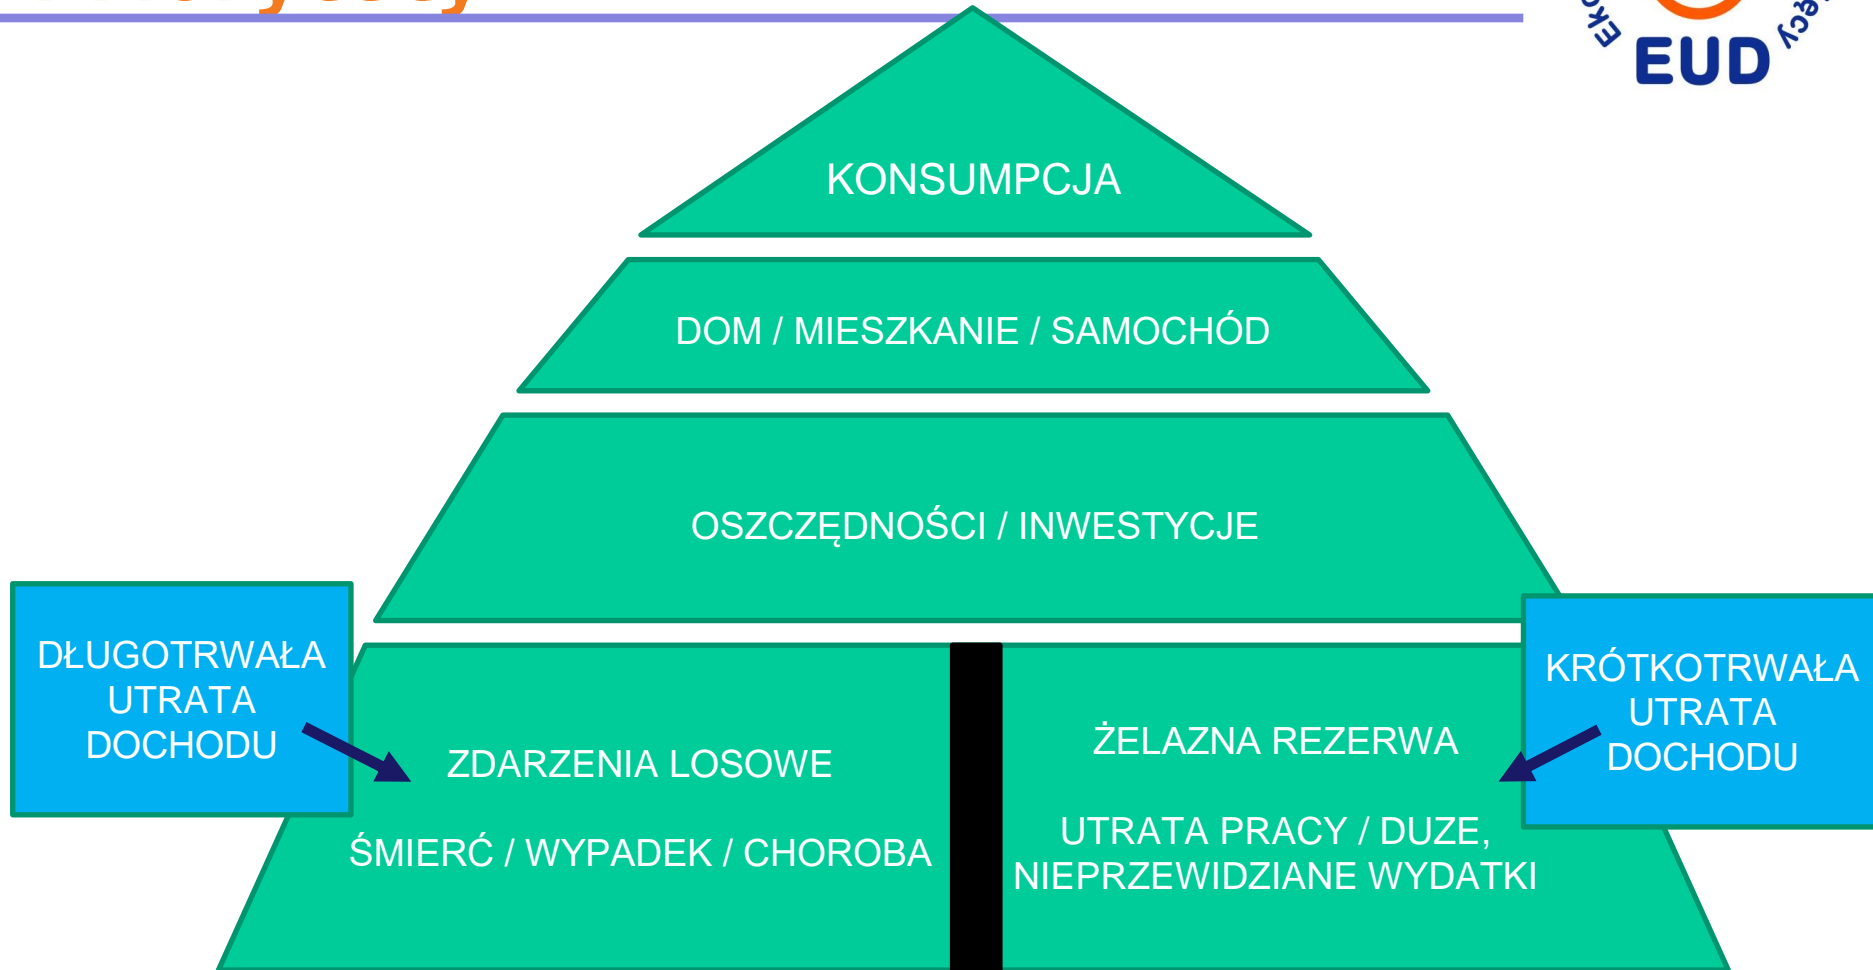 EUD
KONSUMPCJA
DOM / MIESZKANIE / SAMOCHÓD
OSZCZĘDNOŚCI / INWESTYCJE
DŁUGOTRWAŁA
UTRATA
DOCHODU
KRÓTKOTRWAŁA
UTRATA
DOCHODU
ZDARZENIA LOSOWE
ŚMIERĆ / WYPADEK / CHOROBA
ŻELAZNA REZERWA
UTRATA PRACY / DUZE,
NIEPRZEWIDZIANE WYDATKI